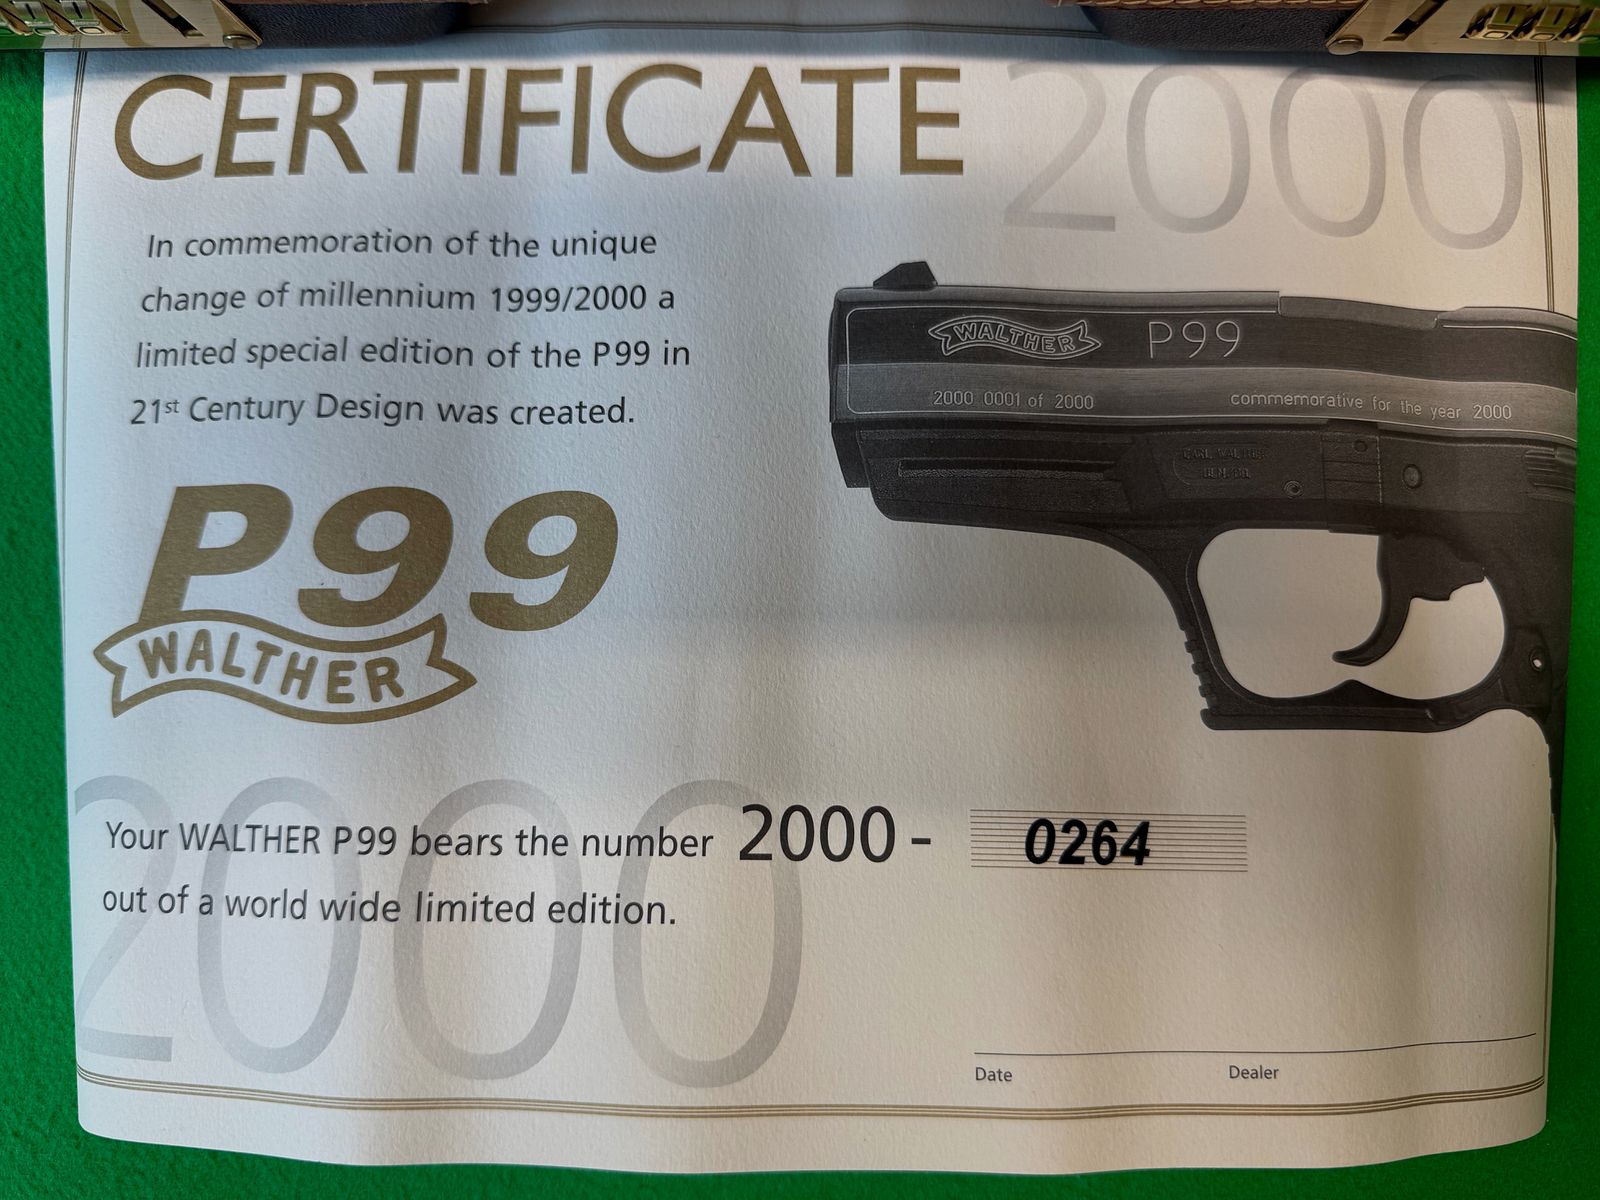 CERTIFICATE 2000
In commemoration of the unique
change of millennium 1999/2000 a
limited special edition of the P99 in
21st Century Design was created.
WALTHER P99
2000 0001 of 2000 commemorative for the year 2000
P99
WALTHER
2000
Your WALTHER P99 bears the number 2000 - 0264
out of a world wide limited edition.
Date Dealer